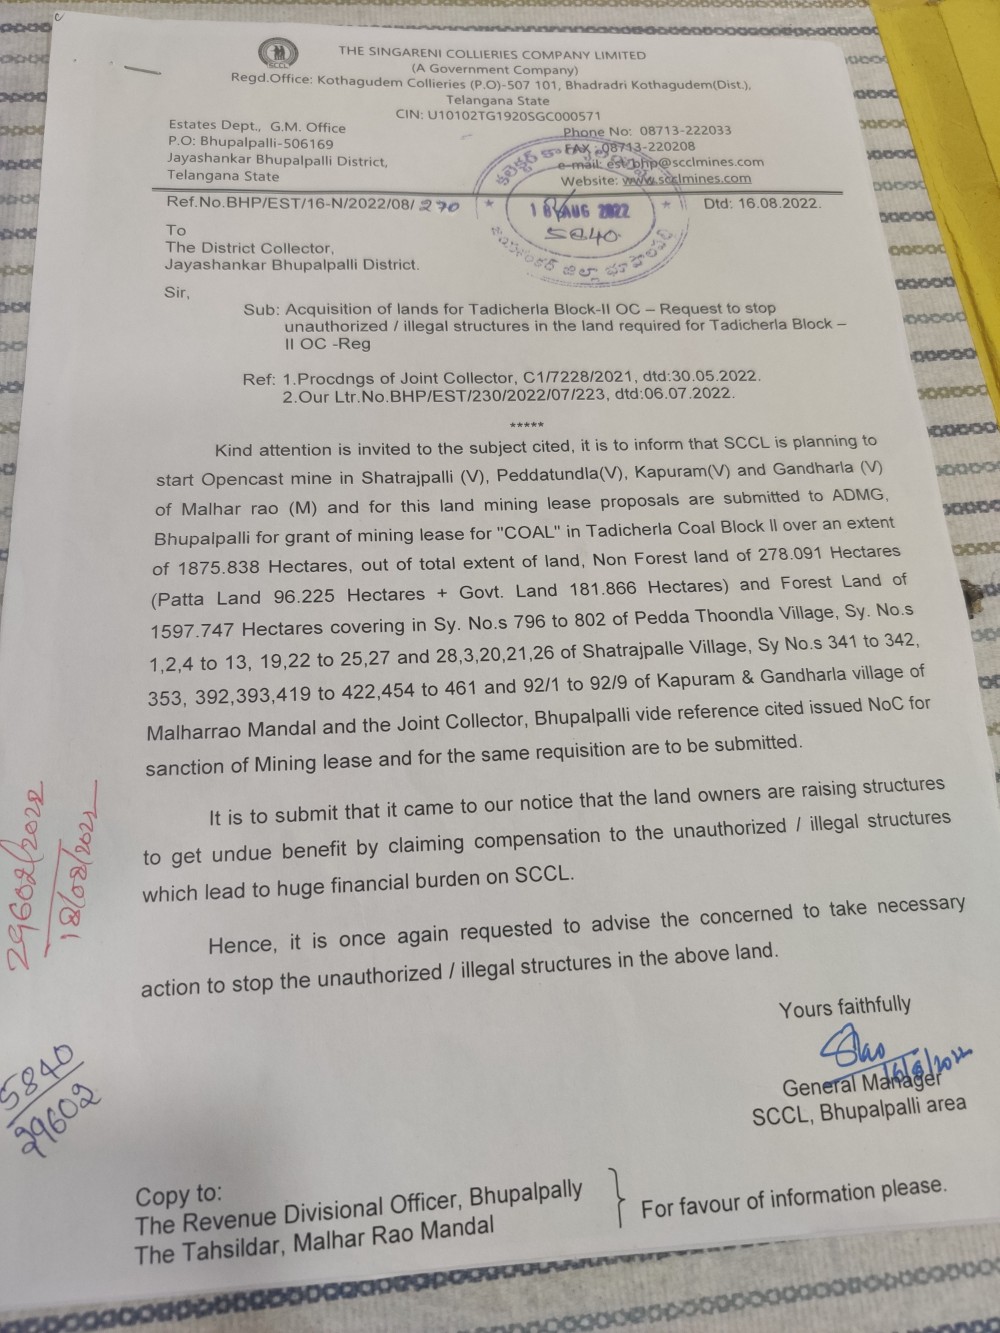 SCCL
THE SINGARENI COLLIERIES COMPANY LIMITED
(A Government Company)
Regd.Office: Kothagudem Collieries (P.O)-507 101, Bhadradri Kothagudem(Dist.),
Telangana State
CIN: U10102TG1920SGC000571
Estates Dept., G.M. Office
P.O: Bhupalpalli-506169
Jayashankar Bhupalpalli District,
Telangana State
Phone No: 08713-222033
FAX : 08713-220208
e-mail: est_bhp@scclmines.com
Website: www.scclmines.com
Ref.No.BHP/EST/16-N/2022/08/ 270
18 AUG 2022
5840
Dtd: 16.08.2022.
To
The District Collector,
Jayashankar Bhupalpalli District.
Sir,
Sub: Acquisition of lands for Tadicherla Block-II OC – Request to stop
unauthorized / illegal structures in the land required for Tadicherla Block –
II OC -Reg
Ref: 1.Procdngs of Joint Collector, C1/7228/2021, dtd:30.05.2022.
2.Our Ltr.No.BHP/EST/230/2022/07/223, dtd:06.07.2022.
*****
Kind attention is invited to the subject cited, it is to inform that SCCL is planning to
start Opencast mine in Shatrajpalli (V), Peddatundla(V), Kapuram(V) and Gandharla (V)
of Malhar rao (M) and for this land mining lease proposals are submitted to ADMG,
Bhupalpalli for grant of mining lease for "COAL" in Tadicherla Coal Block II over an extent
of 1875.838 Hectares, out of total extent of land, Non Forest land of 278.091 Hectares
(Patta Land 96.225 Hectares + Govt. Land 181.866 Hectares) and Forest Land of
1597.747 Hectares covering in Sy. No.s 796 to 802 of Pedda Thoondla Village, Sy. No.s
1,2,4 to 13, 19,22 to 25,27 and 28,3,20,21,26 of Shatrajpalle Village, Sy No.s 341 to 342,
353, 392,393,419 to 422,454 to 461 and 92/1 to 92/9 of Kapuram & Gandharla village of
Malharrao Mandal and the Joint Collector, Bhupalpalli vide reference cited issued NoC for
sanction of Mining lease and for the same requisition are to be submitted.
It is to submit that it came to our notice that the land owners are raising structures
to get undue benefit by claiming compensation to the unauthorized / illegal structures
which lead to huge financial burden on SCCL.
Hence, it is once again requested to advise the concerned to take necessary
action to stop the unauthorized / illegal structures in the above land.
29602/2022
18/08/2022
5840
29602
Yours faithfully
16/8/2022
General Manager
SCCL, Bhupalpalli area
Copy to:
The Revenue Divisional Officer, Bhupalpally
The Tahsildar, Malhar Rao Mandal
For favour of information please.